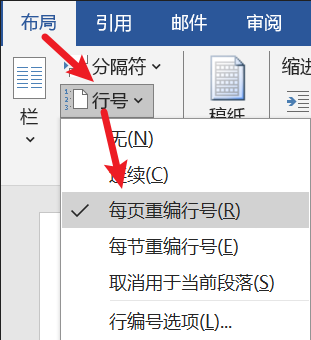 布局 引用 邮件 审阅
分隔符
缩进
行号
栏
稿纸
无(N)
连续(C)
每页重编行号(R)
每节重编行号(E)
取消用于当前段落(S)
行编号选项(L)...